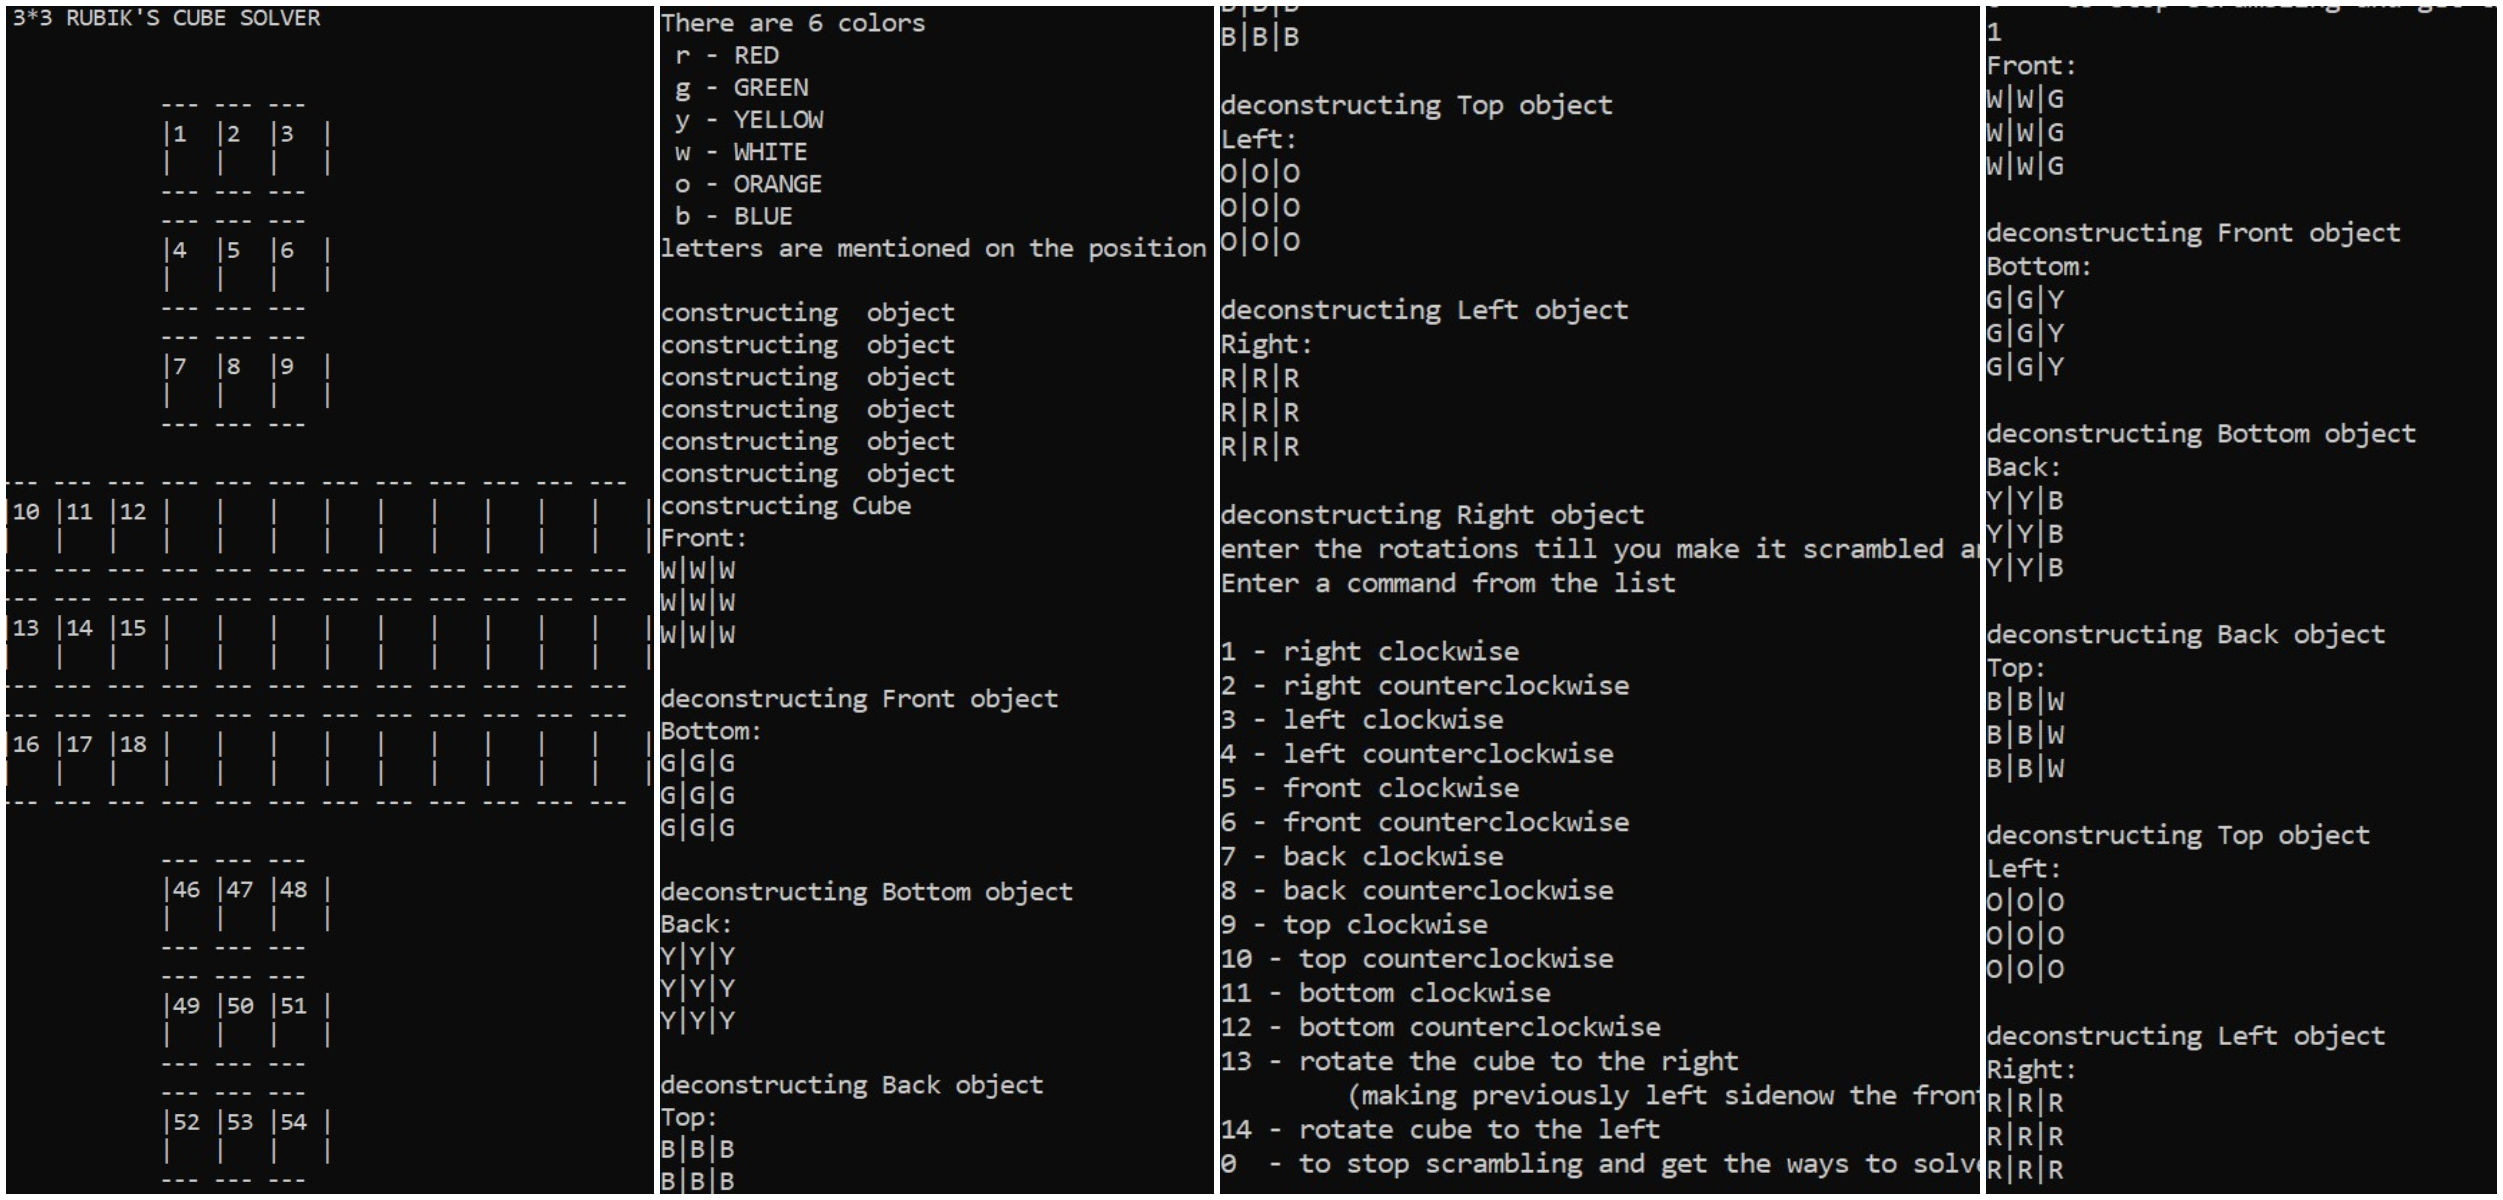 3*3 RUBIK'S CUBE SOLVER
--- --- ---
|1 |2 |3 |
| | | |
--- --- ---
--- --- ---
|4 |5 |6 |
| | | |
--- --- ---
--- --- ---
|7 |8 |9 |
| | | |
--- --- ---
--- --- --- --- --- --- --- --- --- --- --- ---
|10 |11 |12 | | | | | | | | | |
| | | | | | | | | | | | |
--- --- --- --- --- --- --- --- --- --- --- ---
--- --- --- --- --- --- --- --- --- --- --- ---
|13 |14 |15 | | | | | | | | | |
| | | | | | | | | | | | |
--- --- --- --- --- --- --- --- --- --- --- ---
--- --- --- --- --- --- --- --- --- --- --- ---
|16 |17 |18 | | | | | | | | | |
| | | | | | | | | | | | |
--- --- --- --- --- --- --- --- --- --- --- ---
--- --- ---
|46 |47 |48 |
| | | |
--- --- ---
--- --- ---
|49 |50 |51 |
| | | |
--- --- ---
--- --- ---
|52 |53 |54 |
| | | |
--- --- ---
There are 6 colors
r - RED
g - GREEN
y - YELLOW
w - WHITE
o - ORANGE
b - BLUE
letters are mentioned on the position
constructing  object
constructing  object
constructing  object
constructing  object
constructing  object
constructing  object
constructing Cube
Front:
W|W|W
W|W|W
W|W|W
deconstructing Front object
Bottom:
G|G|G
G|G|G
G|G|G
deconstructing Bottom object
Back:
Y|Y|Y
Y|Y|Y
Y|Y|Y
deconstructing Back object
Top:
B|B|B
B|B|B
B|B|B
B|B|B
deconstructing Top object
Left:
O|O|O
O|O|O
O|O|O
deconstructing Left object
Right:
R|R|R
R|R|R
R|R|R
deconstructing Right object
enter the rotations till you make it scrambled
Enter a command from the list
1 - right clockwise
2 - right counterclockwise
3 - left clockwise
4 - left counterclockwise
5 - front clockwise
6 - front counterclockwise
7 - back clockwise
8 - back counterclockwise
9 - top clockwise
10 - top counterclockwise
11 - bottom clockwise
12 - bottom counterclockwise
13 - rotate the cube to the right
(making previously left sidenow the front
14 - rotate cube to the left
0  - to stop scrambling and get the ways to solve
1
Front:
W|W|G
W|W|G
W|W|G
deconstructing Front object
Bottom:
G|G|Y
G|G|Y
G|G|Y
deconstructing Bottom object
Back:
Y|Y|B
Y|Y|B
Y|Y|B
deconstructing Back object
Top:
B|B|W
B|B|W
B|B|W
deconstructing Top object
Left:
O|O|O
O|O|O
O|O|O
deconstructing Left object
Right:
R|R|R
R|R|R
R|R|R